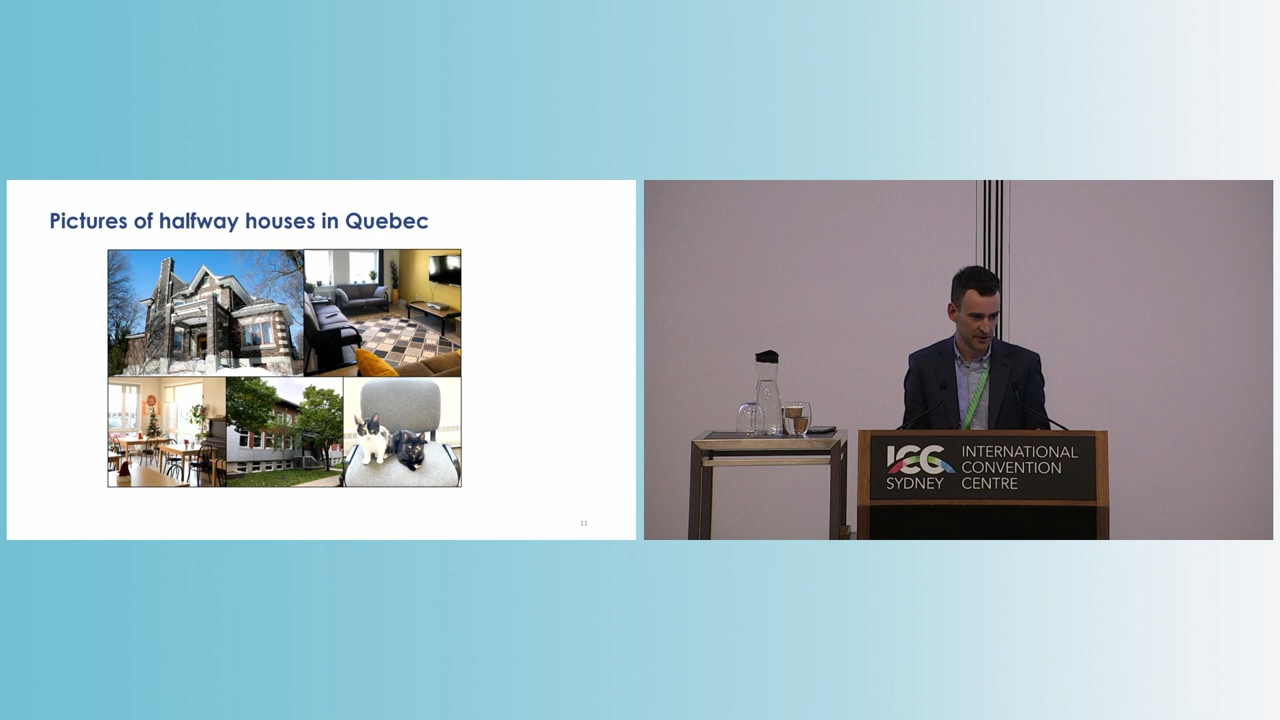 Pictures of halfway houses in Quebec
11
ICC
SYDNEY
INTERNATIONAL
CONVENTION
CENTRE